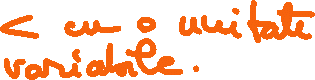 < cu o unitate
variabile.